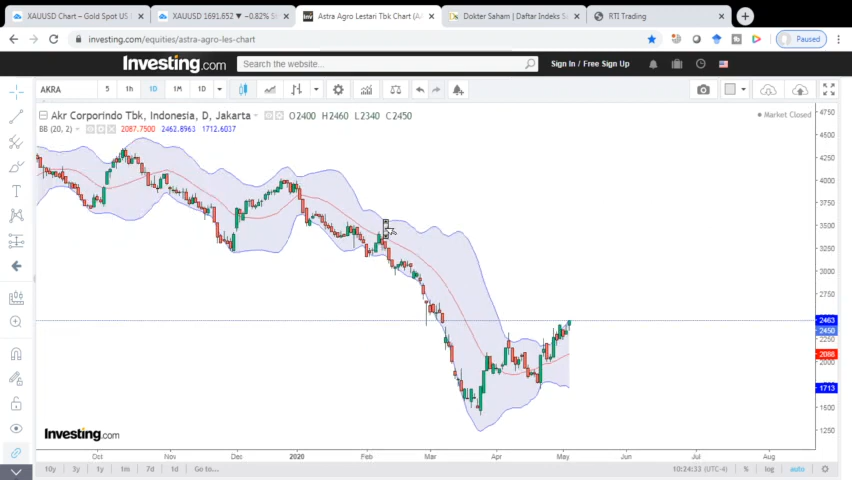 XAUUSD Chart – Gold Spot US
XAUUSD 1691.652 ▼ −0.82%
Astra Agro Lestari Tbk Chart (A
Dokter Saham | Daftar Indeks S
RTI Trading
investing.com/equities/astra-agro-les-chart
Paused
Investing.com
Search the website...
Sign In / Free Sign Up
AKRA
5
1h
1D
1M
1D
Akr Corporindo Tbk, Indonesia, D, Jakarta
O2400 H2460 L2340 C2450
Market Closed
BB (20, 2)
2087.7500 2462.8963 1712.6037
4750
4500
4250
4000
3750
3500
3250
3000
2750
2463
2450
2250
2088
1713
1500
1250
Investing.com
Oct Nov Des 2020 Feb Mar Apr May Jun Jul Aug
10y 3y 1y 1m 7d 1d Go to...
10:24:33 (UTC-4) % log auto